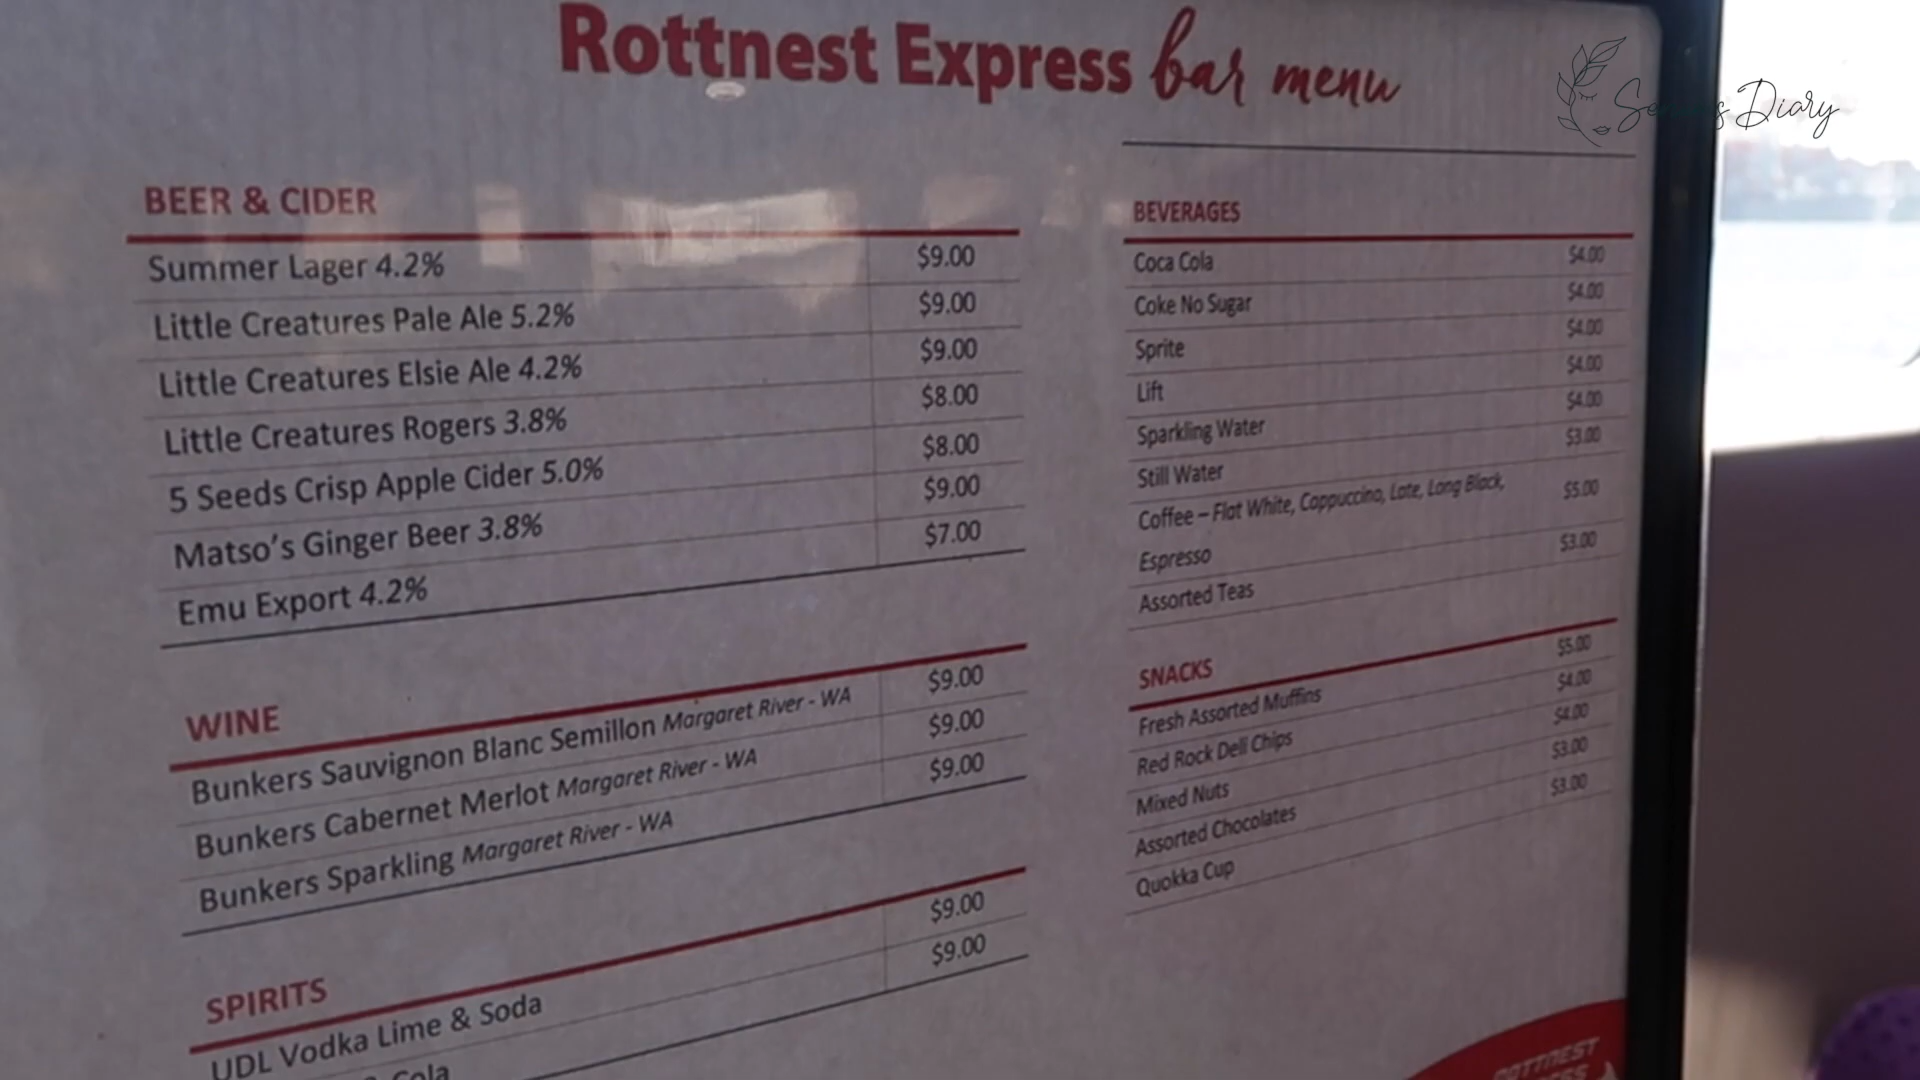 Rottnest Express bar menu
BEER & CIDER
Summer Lager 4.2% $9.00
Little Creatures Pale Ale 5.2% $9.00
Little Creatures Elsie Ale 4.2% $9.00
Little Creatures Rogers 3.8% $8.00
5 Seeds Crisp Apple Cider 5.0% $8.00
Matso's Ginger Beer 3.8% $9.00
Emu Export 4.2% $7.00
WINE
Bunkers Sauvignon Blanc Semillon Margaret River - WA $9.00
Bunkers Cabernet Merlot Margaret River - WA $9.00
Bunkers Sparkling Margaret River - WA $9.00
SPIRITS
UDL Vodka Lime & Soda $9.00
Cola $9.00
BEVERAGES
Coca Cola $4.00
Coke No Sugar $4.00
Sprite $4.00
Lift $4.00
Sparkling Water $4.00
Still Water $3.00
Coffee – Flat White, Cappuccino, Late, Long Black, $5.00
Espresso
Assorted Teas $3.00
SNACKS
Fresh Assorted Muffins $5.00
Red Rock Deli Chips $4.00
Mixed Nuts $4.00
Assorted Chocolates $3.00
Quokka Cup $3.00
ROTTNEST
Diary